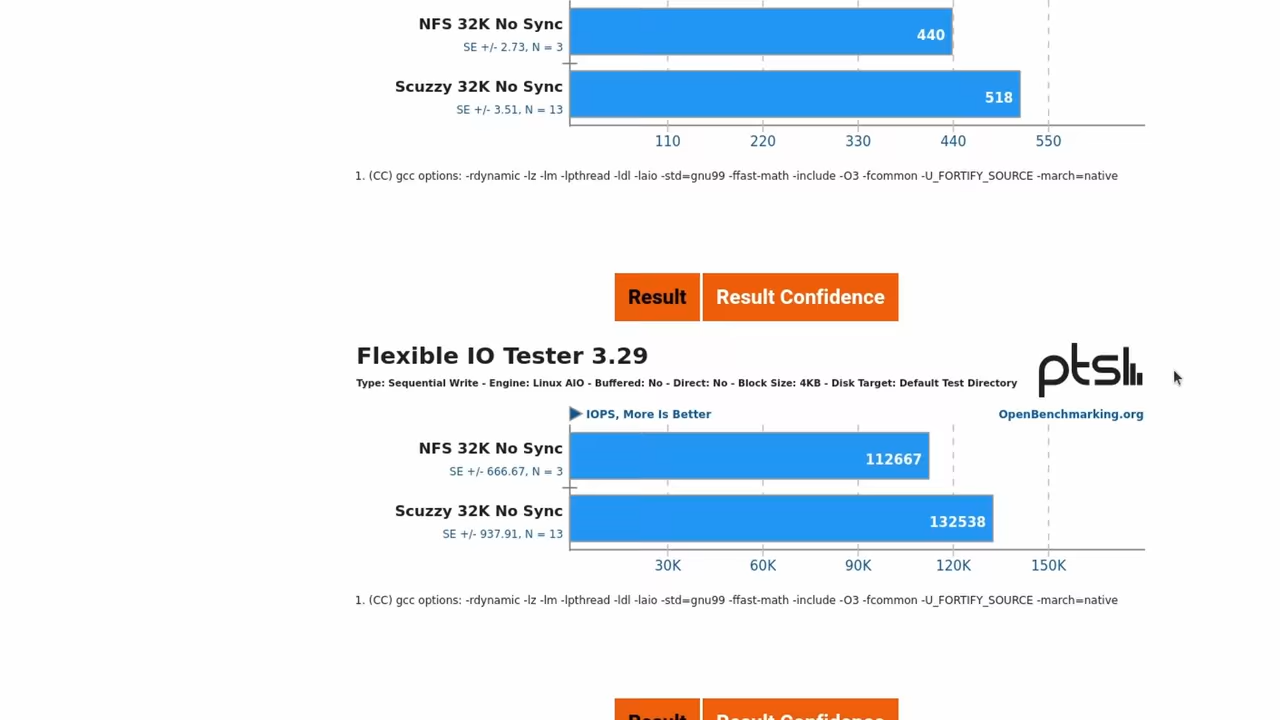 NFS 32K No Sync
440
SE +/- 2.73, N = 3
Scuzzy 32K No Sync
518
SE +/- 3.51, N = 13
110 220 330 440 550
1. (CC) gcc options: -rdynamic -lz -lm -lpthread -ldl -laio -std=gnu99 -ffast-math -include -O3 -fcommon -U_FORTIFY_SOURCE -march=native
Result Result Confidence
Flexible IO Tester 3.29
ptsl
Type: Sequential Write - Engine: Linux AIO - Buffered: No - Direct: No - Block Size: 4KB - Disk Target: Default Test Directory
IOPS, More Is Better
OpenBenchmarking.org
NFS 32K No Sync
112667
SE +/- 666.67, N = 3
Scuzzy 32K No Sync
132538
SE +/- 937.91, N = 13
30K 60K 90K 120K 150K
1. (CC) gcc options: -rdynamic -lz -lm -lpthread -ldl -laio -std=gnu99 -ffast-math -include -O3 -fcommon -U_FORTIFY_SOURCE -march=native
Result Result Confidence